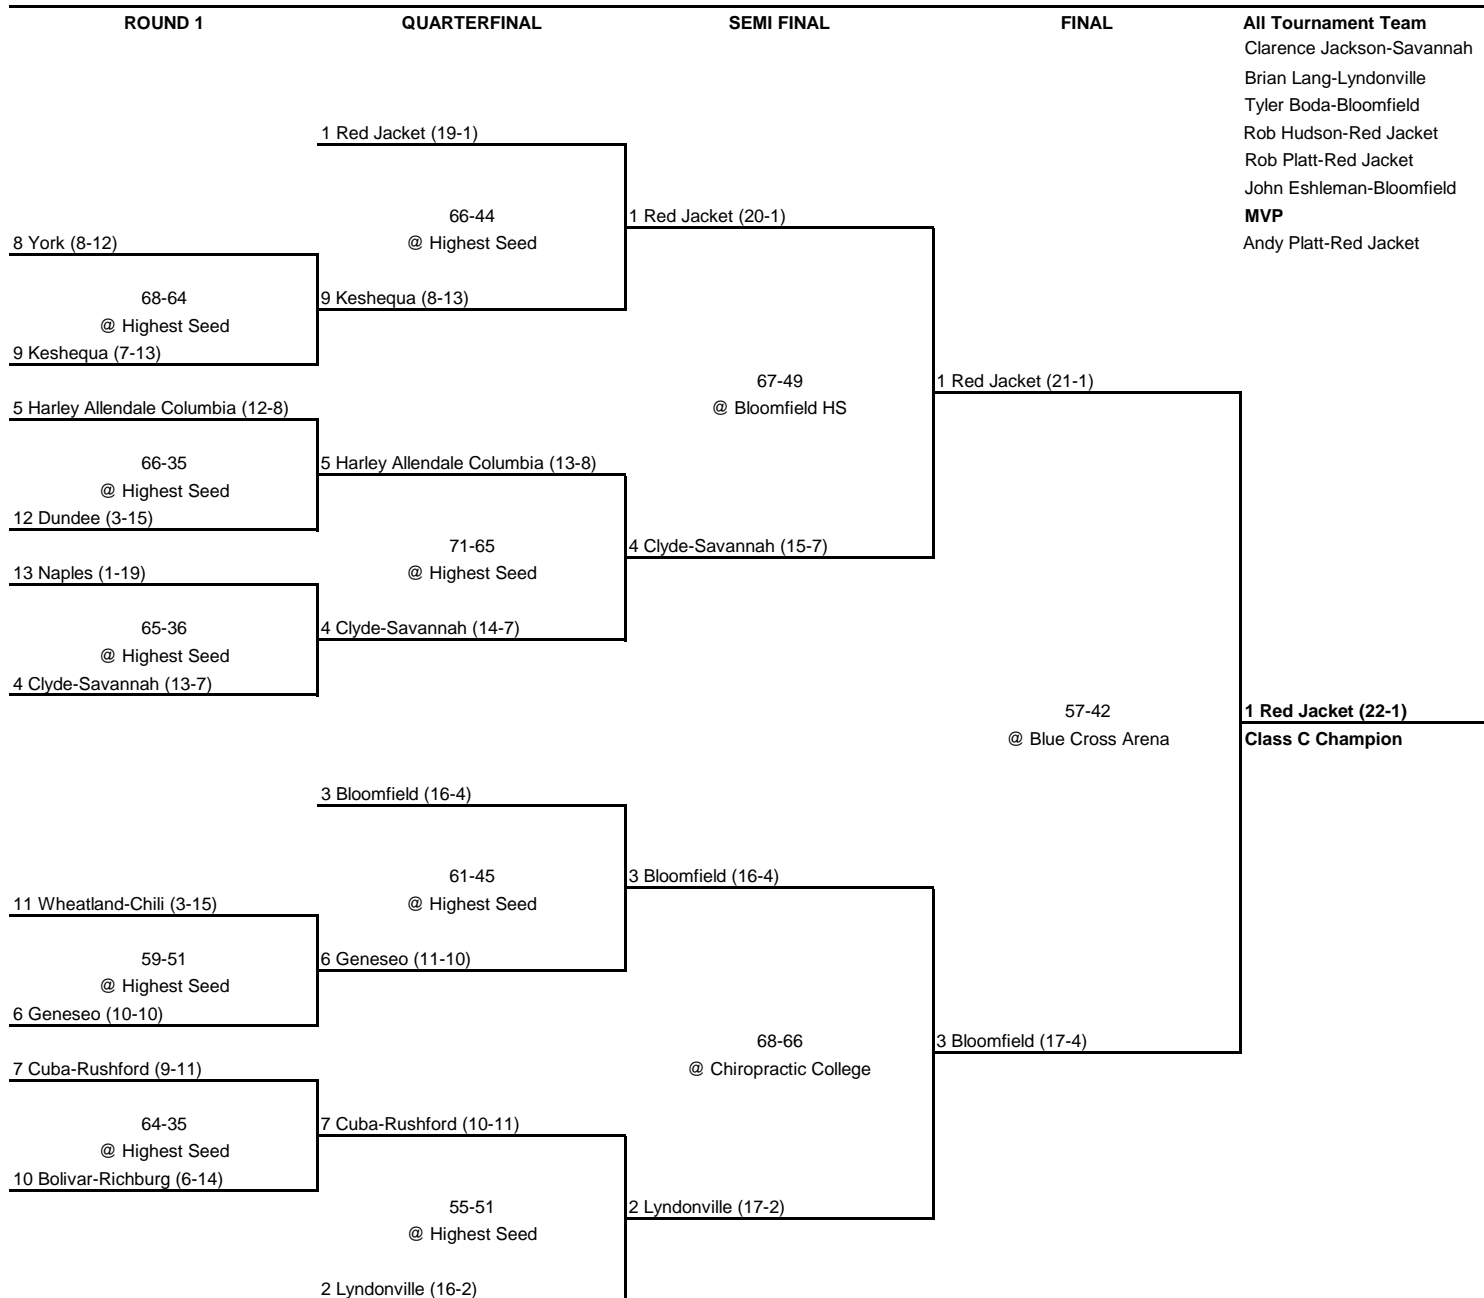 ROUND 1 QUARTERFINAL SEMI FINAL FINAL All Tournament Team
Clarence Jackson-Savannah
Brian Lang-Lyndonville
Tyler Boda-Bloomfield
1 Red Jacket (19-1) Rob Hudson-Red Jacket
Rob Platt-Red Jacket
John Eshleman-Bloomfield
66-44 1 Red Jacket (20-1) MVP
8 York (8-12) @ Highest Seed Andy Platt-Red Jacket
68-64 9 Keshequa (8-13)
@ Highest Seed
9 Keshequa (7-13)
67-49 1 Red Jacket (21-1)
5 Harley Allendale Columbia (12-8) @ Bloomfield HS
66-35 5 Harley Allendale Columbia (13-8)
@ Highest Seed
12 Dundee (3-15)
71-65 4 Clyde-Savannah (15-7)
13 Naples (1-19) @ Highest Seed
65-36 4 Clyde-Savannah (14-7)
@ Highest Seed
4 Clyde-Savannah (13-7)
57-42 1 Red Jacket (22-1)
@ Blue Cross Arena Class C Champion
3 Bloomfield (16-4)
61-45 3 Bloomfield (16-4)
11 Wheatland-Chili (3-15) @ Highest Seed
59-51 6 Geneseo (11-10)
@ Highest Seed
6 Geneseo (10-10)
68-66 3 Bloomfield (17-4)
7 Cuba-Rushford (9-11) @ Chiropractic College
64-35 7 Cuba-Rushford (10-11)
@ Highest Seed
10 Bolivar-Richburg (6-14)
55-51 2 Lyndonville (17-2)
@ Highest Seed
2 Lyndonville (16-2)